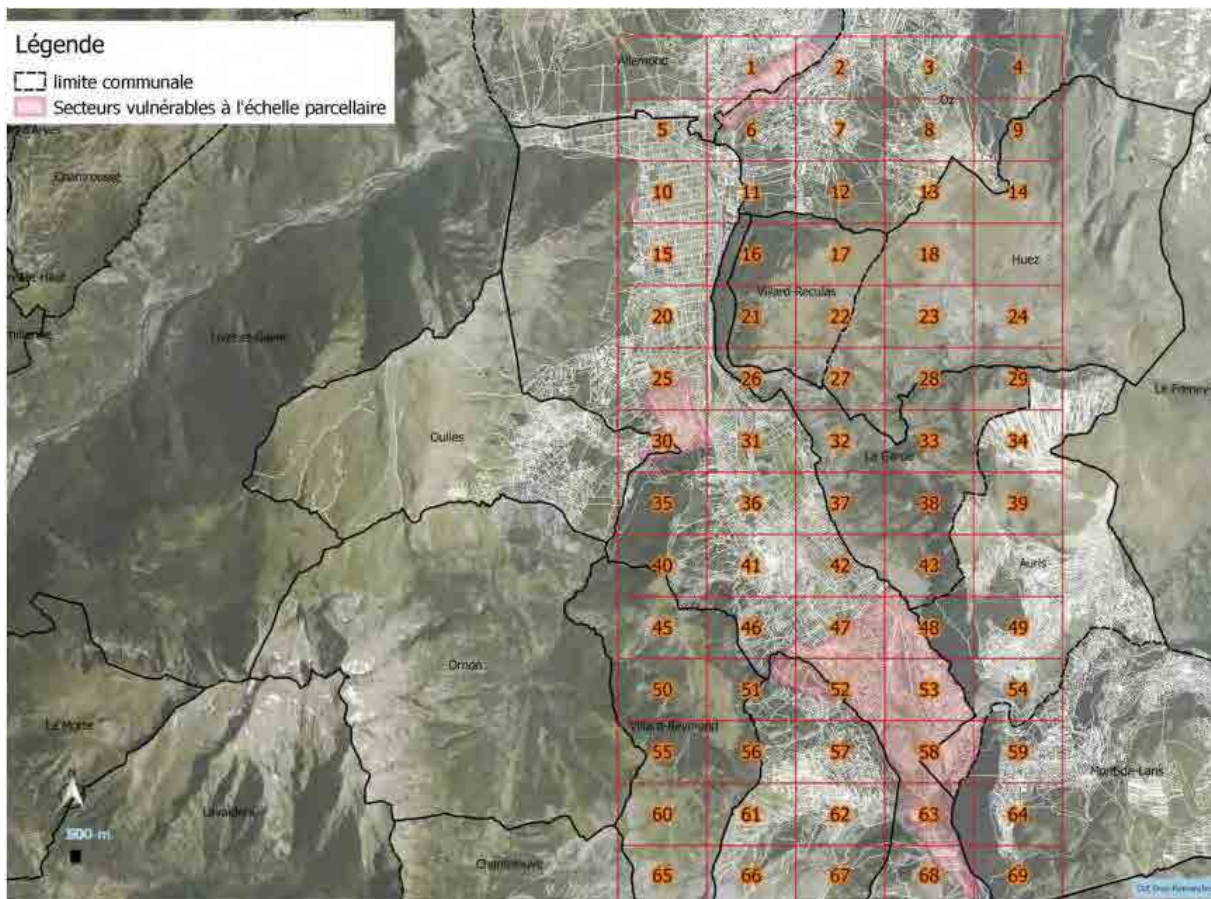 Légende
limite communale
Secteurs vulnérables à l'échelle parcellaire
Allemond
1 2 3 4
Oz
5 6 7 8 9
Chamrousse
10 11 12 13 14
15 16 17 18
Huez
Villard-Reculas
20 21 22 23 24
Livet-et-Gavet
25 26 27 28 29
Oulles
30 31 32 33 34
La Garde
35 36 37 38 39
40 41 42 43
Auris
45 46 47 48 49
Ornon
50 51 52 53 54
La Morte
Villard-Reymond
55 56 57 58 59
Mont-de-Lans
Lavaldens
60 61 62 63 64
Chantelouve
65 66 67 68 69